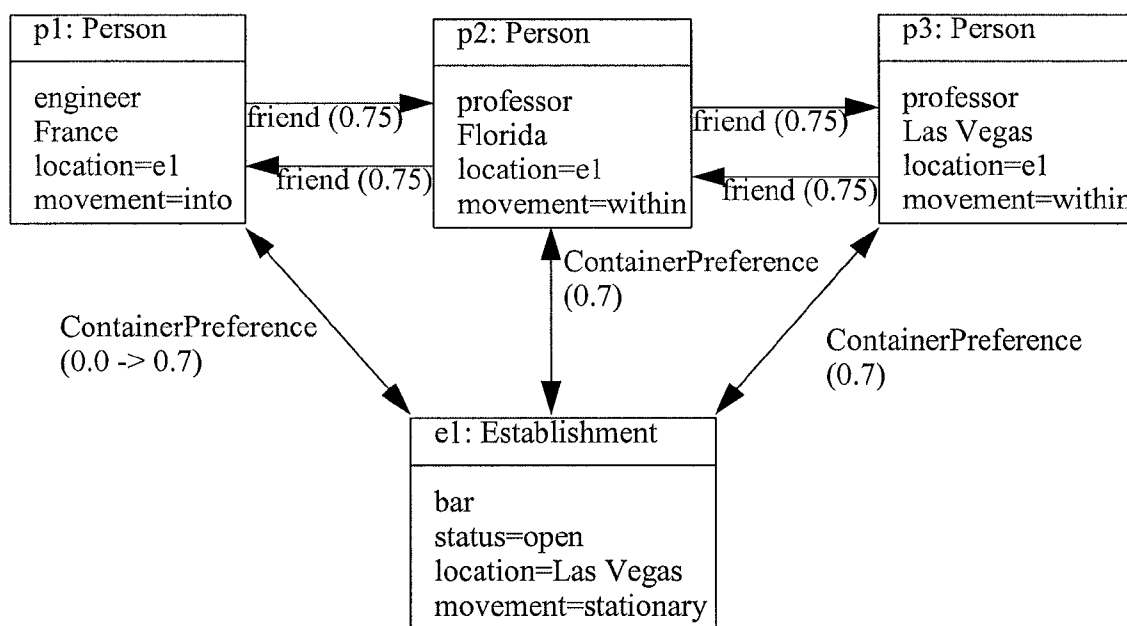 p1: Person
engineer
France
location=e1
movement=into
friend (0.75)
friend (0.75)
p2: Person
professor
Florida
location=e1
movement=within
friend (0.75)
friend (0.75)
p3: Person
professor
Las Vegas
location=e1
movement=within
ContainerPreference
(0.0 -> 0.7)
ContainerPreference
(0.7)
ContainerPreference
(0.7)
e1: Establishment
bar
status=open
location=Las Vegas
movement=stationary